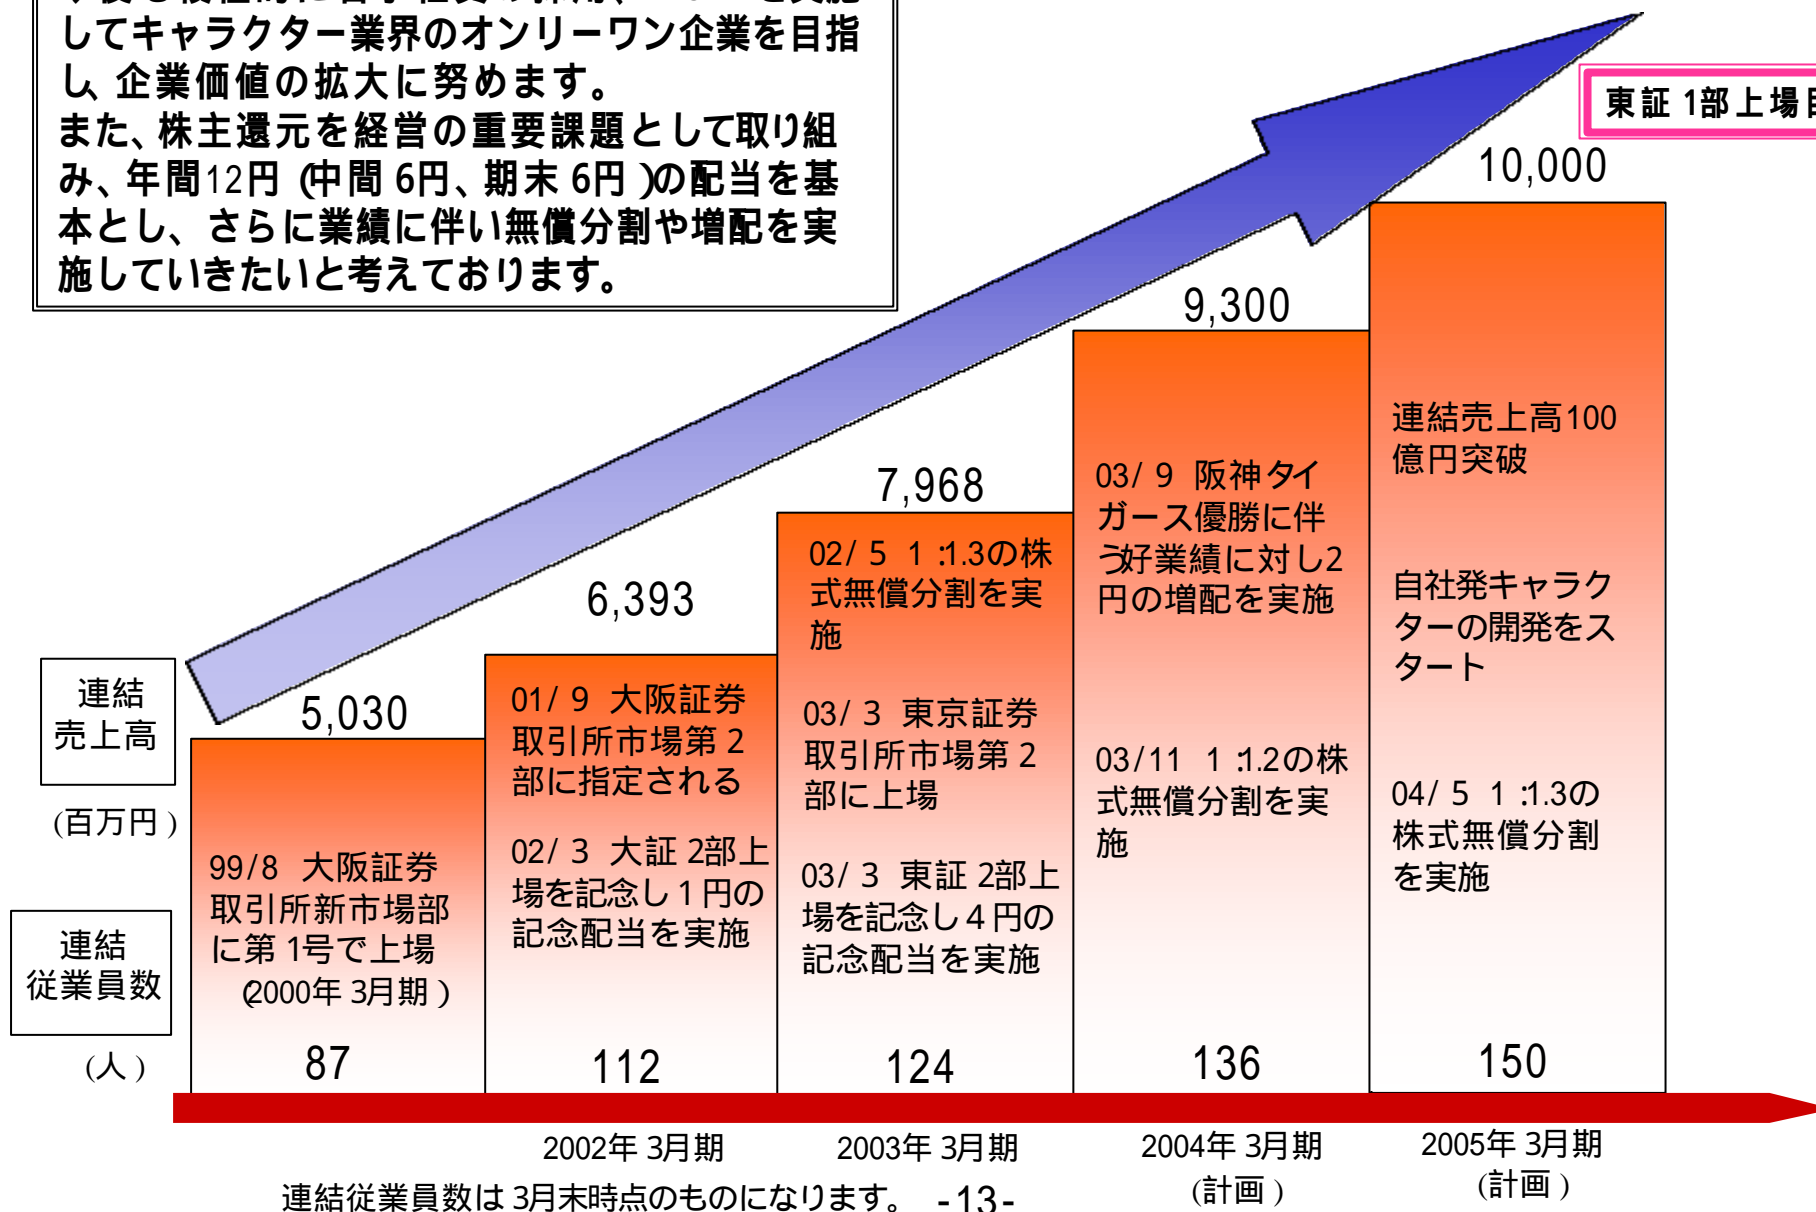 してキャラクター業界のオンリーワン企業を目指
し、企業価値の拡大に努めます。
また、株主還元を経営の重要課題として取り組
み、年間12円(中間6円、期末6円)の配当を基
本とし、さらに業績に伴い無償分割や増配を実
施していきたいと考えております。
東証1部上場
10,000
9,300
7,968
6,393
5,030
連結
売上高
(百万円)
連結
従業員数
(人)
99/8 大阪証券
取引所新市場部
に第1号で上場
(2000年3月期)
87
01/9 大阪証券
取引所市場第2
部に指定される
02/3 大証2部上
場を記念し1円の
記念配当を実施
112
02/5 1:1.3の株
式無償分割を実
施
03/3 東京証券
取引所市場第2
部に上場
03/3 東証2部上
場を記念し4円の
記念配当を実施
124
03/9 阪神タイ
ガース優勝に伴
う好業績に対し2
円の増配を実施
03/11 1:1.2の株
式無償分割を実
施
136
連結売上高100
億円突破
自社発キャラク
ターの開発をス
タート
04/5 1:1.3の
株式無償分割
を実施
150
2002年3月期
2003年3月期
2004年3月期
(計画)
2005年3月期
(計画)
連結従業員数は3月末時点のものになります。
-13-